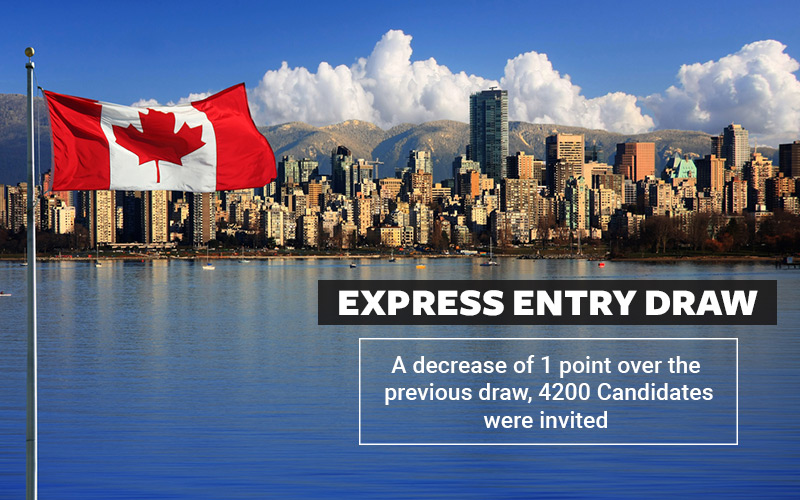 EXPRESS ENTRY DRAW
A decrease of 1 point over the
previous draw, 4200 Candidates
were invited